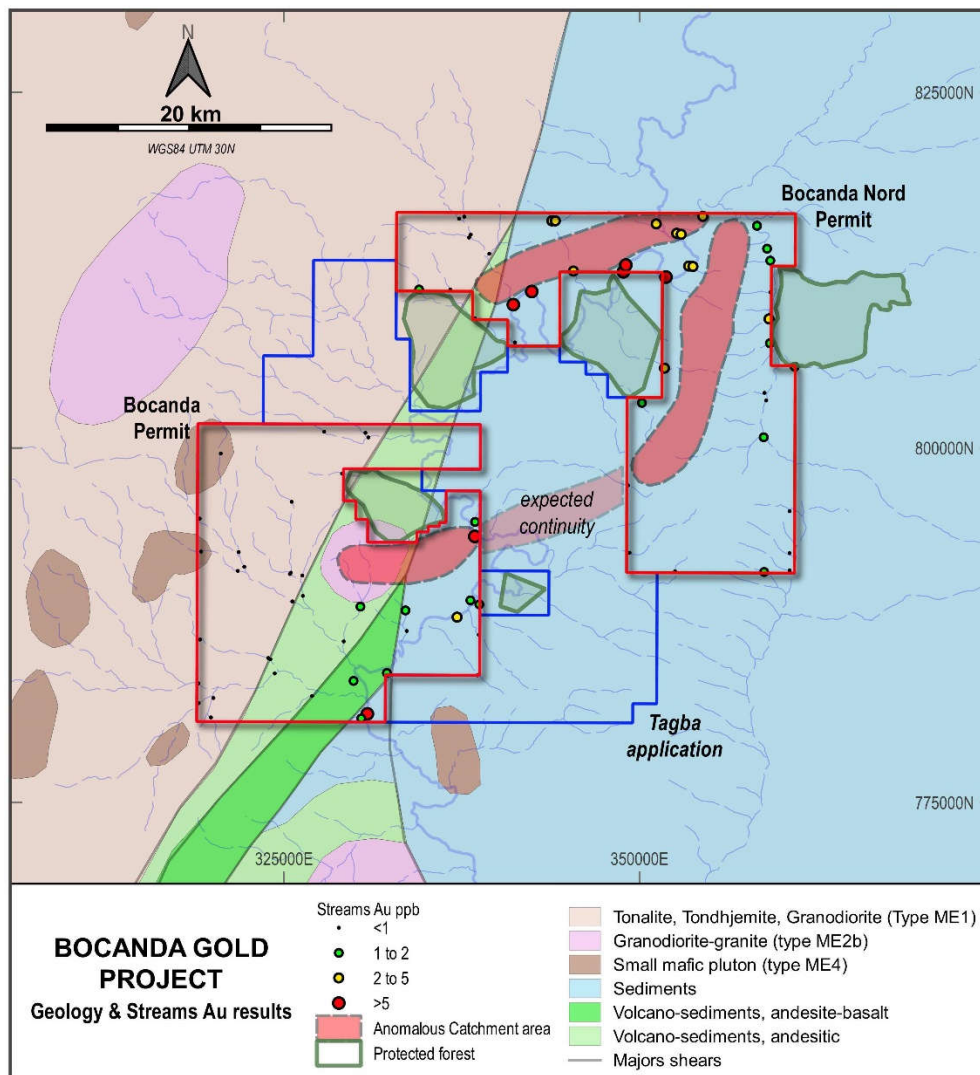 N
825000N
20 km
WGS84 UTM 30N
Bocanda Nord
Permit
Bocanda
Permit
800000N
expected
continuity
Tagba
application
775000N
325000E
350000E
BOCANDA GOLD
PROJECT
Geology & Streams Au results
Streams Au ppb
<1
1 to 2
2 to 5
>5
Anomalous Catchment area
Protected forest
Tonalite, Tondhjemite, Granodiorite (Type ME1)
Granodiorite-granite (type ME2b)
Small mafic pluton (type ME4)
Sediments
Volcano-sediments, andesite-basalt
Volcano-sediments, andesitic
Majors shears